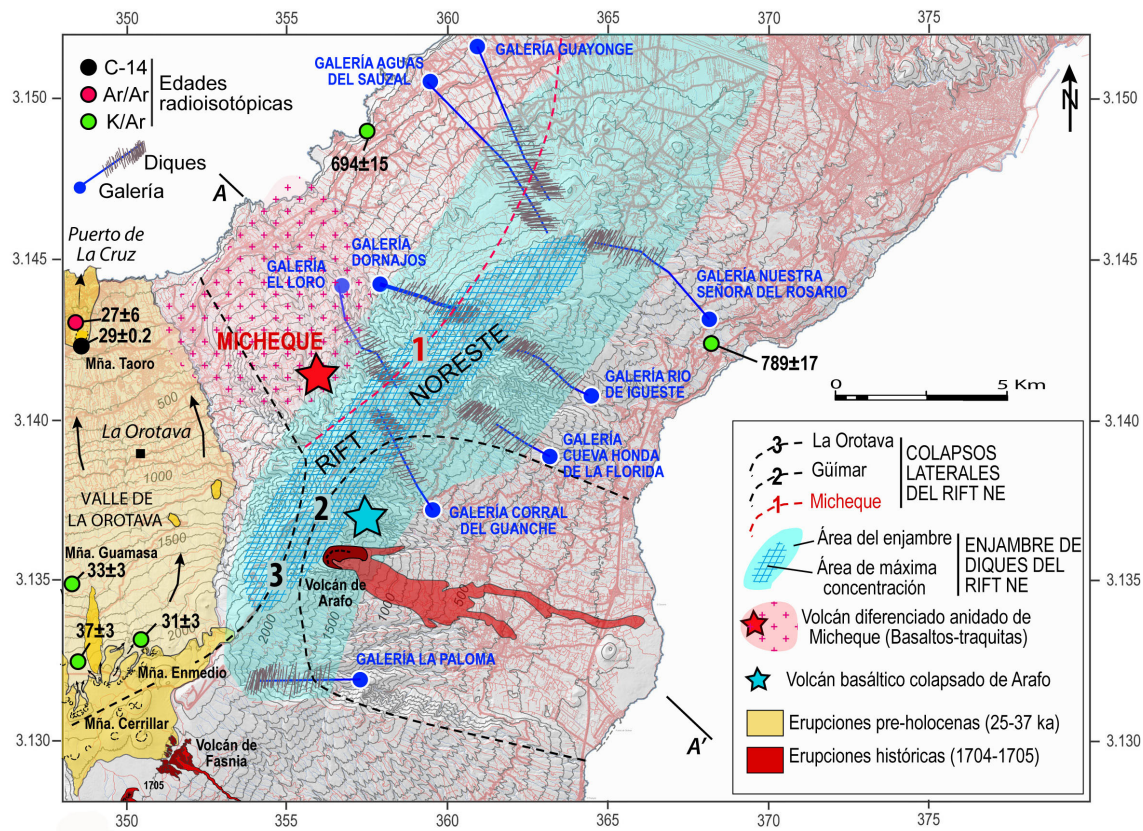 350
355
360
365
370
375
3.150
3.145
3.140
3.135
3.130
3.150
3.145
3.140
3.135
3.130
350
355
360
365
370
375
C-14
Ar/Ar
K/Ar
Edades
radioisotópicas
Diques
Galería
N
A
A'
GALERÍA GUAYONGE
GALERÍA AGUAS
DEL SAUZAL
694±15
Puerto de
La Cruz
GALERÍA
DORNAJOS
GALERÍA
EL LORO
GALERÍA NUESTRA
SEÑORA DEL ROSARIO
27±6
29±0.2
Mña. Taoro
MICHEQUE
1
RIFT NORESTE
789±17
0 5 Km
GALERÍA RIO
DE IGUESTE
500
La Orotava
1000
GALERÍA
CUEVA HONDA
DE LA FLORIDA
VALLE DE
LA OROTAVA
1500
2
GALERÍA CORRAL
DEL GUANCHE
Mña. Guamasa
33±3
3
Volcán de
Arafo
2000
1500
1000
500
37±3
31±3
2000
Mña. Enmedio
GALERÍA LA PALOMA
Mña. Cerrillar
Volcán de
Fasnia
1705
3 La Orotava
2 Güímar
1 Micheque
COLAPSOS
LATERALES
DEL RIFT NE
Área del enjambre
Área de máxima
concentración
ENJAMBRE DE
DIQUES DEL
RIFT NE
Volcán diferenciado anidado de
Micheque (Basaltos-traquitas)
Volcán basáltico colapsado de Arafo
Erupciones pre-holocenas (25-37 ka)
Erupciones históricas (1704-1705)